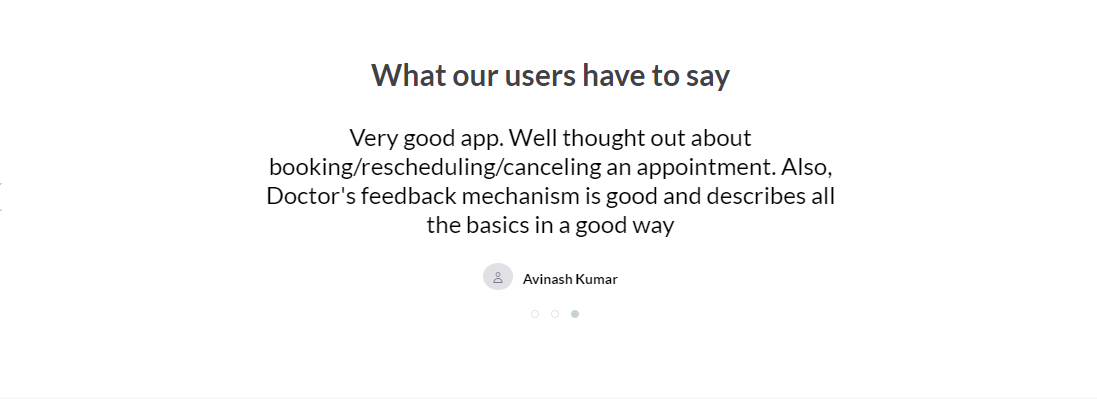 What our users have to say
Very good app. Well thought out about
booking/rescheduling/canceling an appointment. Also,
Doctor's feedback mechanism is good and describes all
the basics in a good way
Avinash Kumar